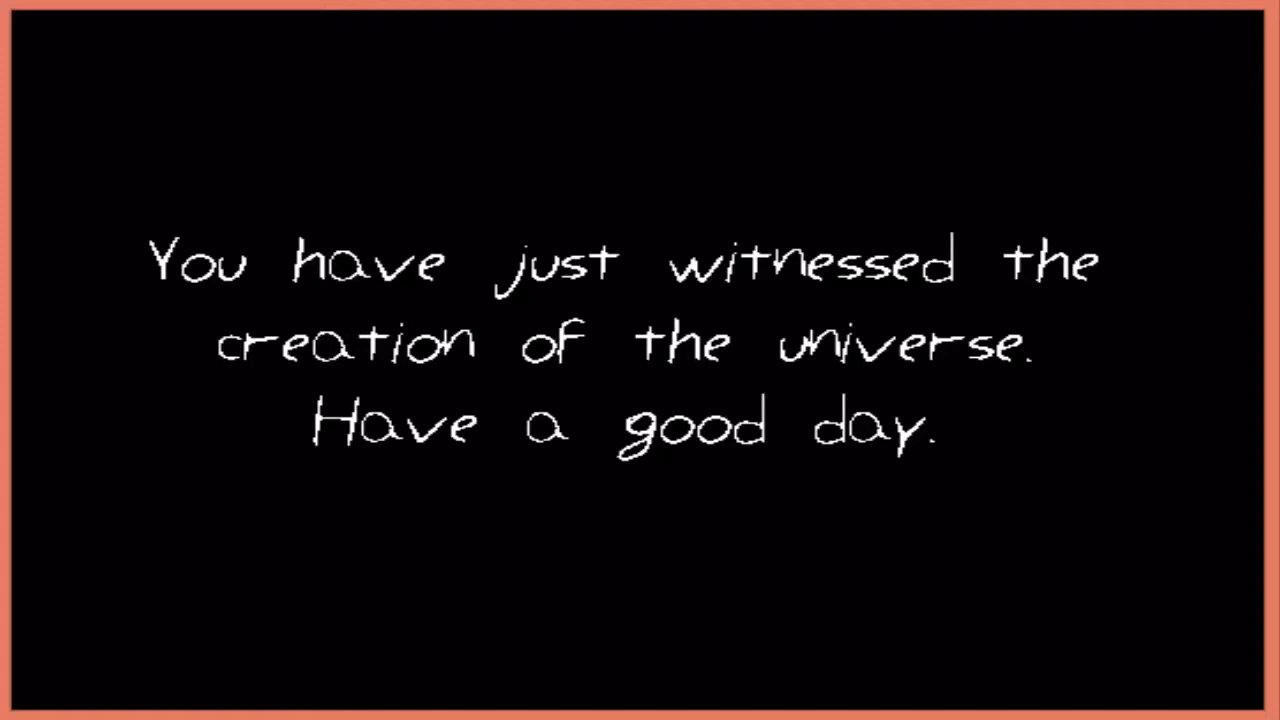 You have just witnessed the
creation of the universe.
Have a good day.